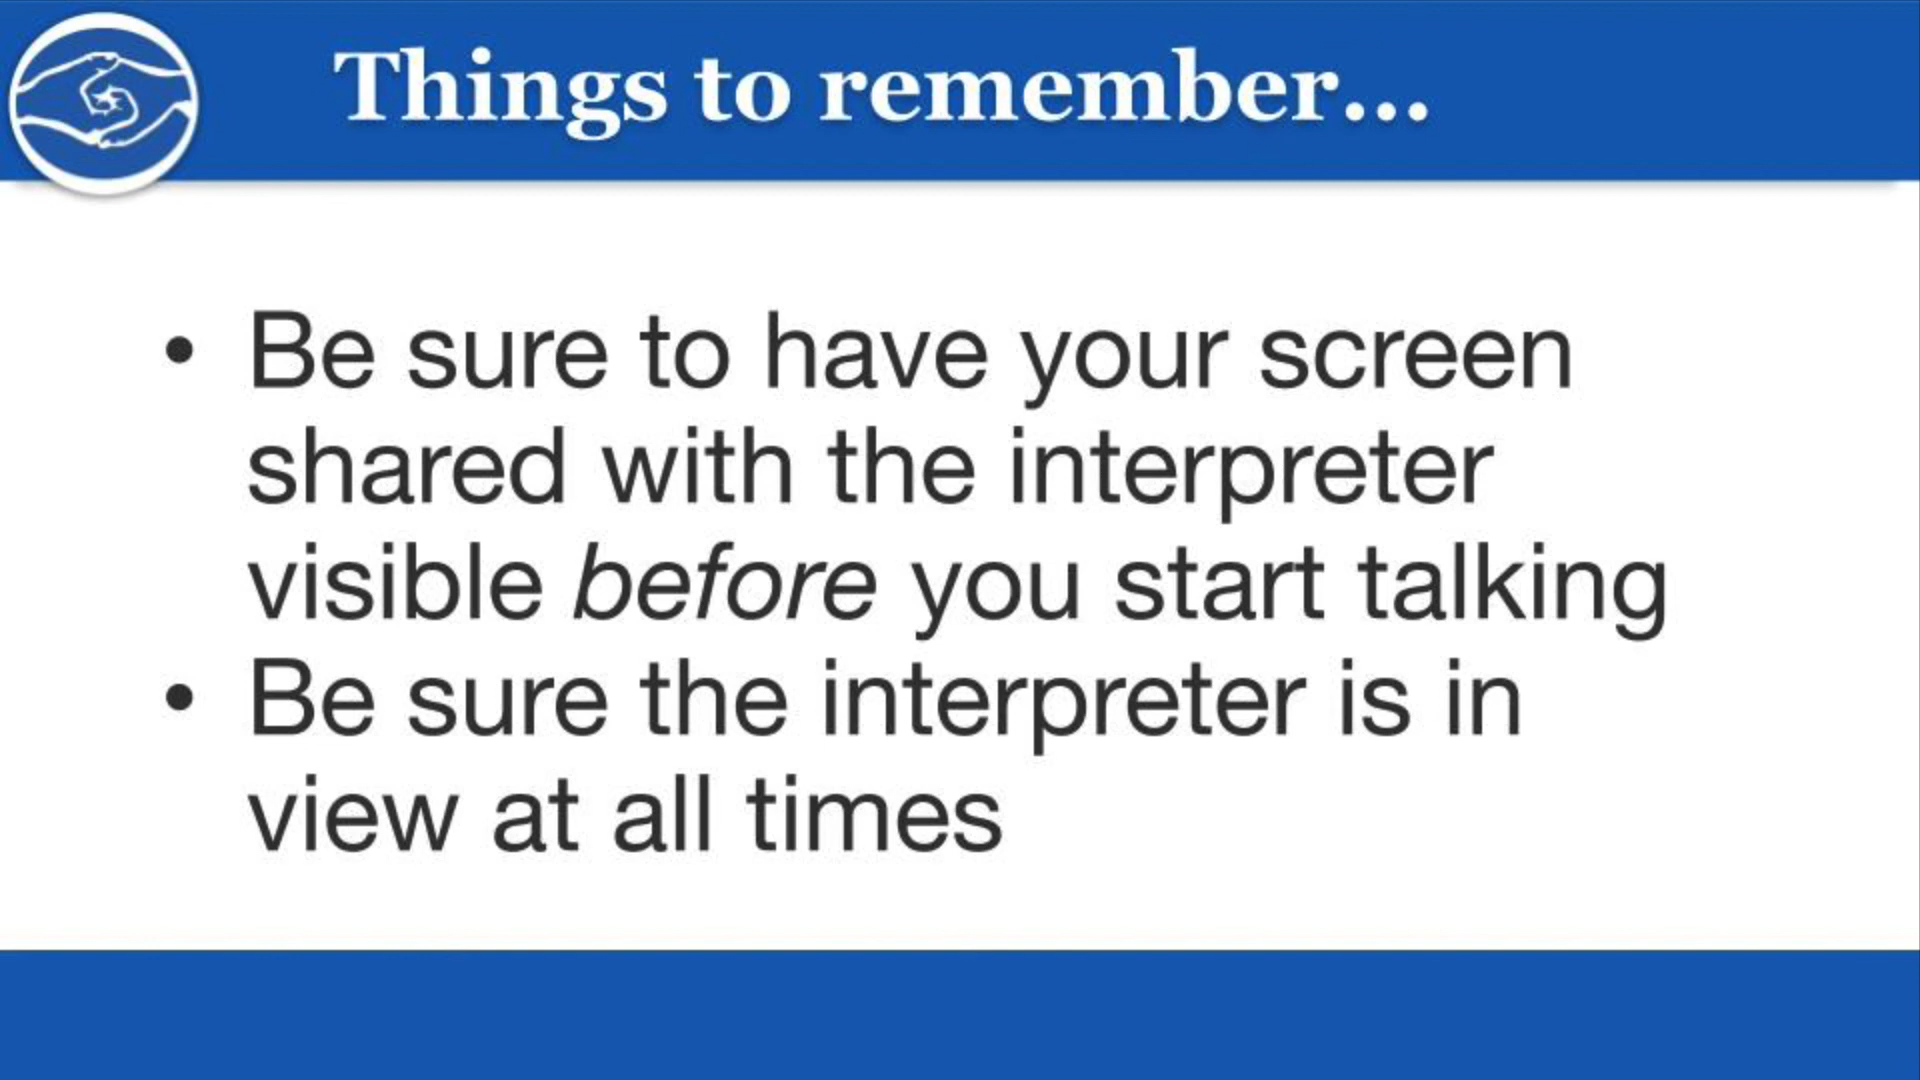 Things to remember...
• Be sure to have your screen
shared with the interpreter
visible before you start talking
• Be sure the interpreter is in
view at all times